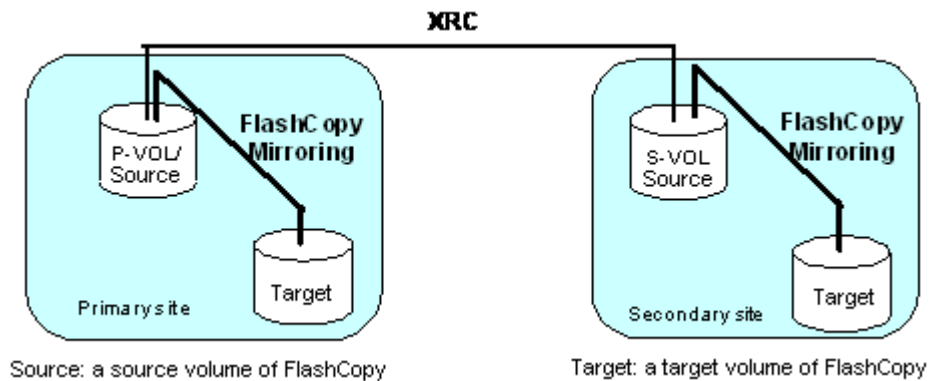 XRC
FlashCopy
Mirroring
P-VOL/
Source
Target
Primary site
FlashCopy
Mirroring
S-VOL
Source
Target
Secondary site
Source: a source volume of FlashCopy
Target: a target volume of FlashCopy